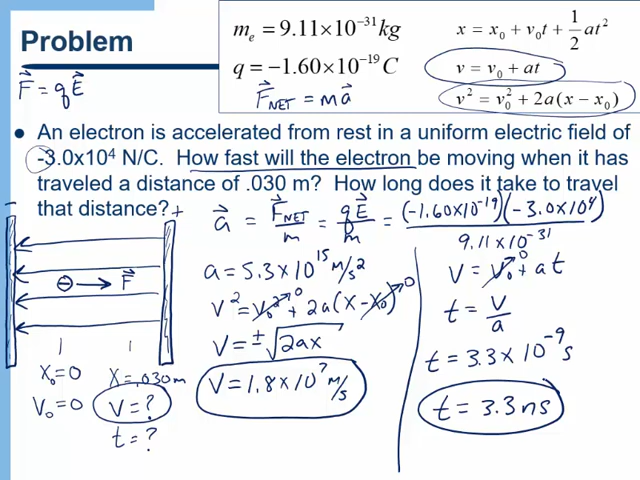 Problem
mₑ = 9.11×10⁻³¹ kg
q = −1.60×10⁻¹⁹ C
F⃗_NET = ma⃗
x = x₀ + v₀t + ½at²
v = v₀ + at
v² = v₀² + 2a(x − x₀)
F⃗ = qE⃗
An electron is accelerated from rest in a uniform electric field of
-3.0x10⁴ N/C. How fast will the electron be moving when it has
traveled a distance of .030 m? How long does it take to travel
that distance?
− +
⊖ → F⃗
X₀=0 X=.030m
V₀=0 V=?
t=?
a⃗ = F⃗_NET/m = qE⃗/m = (−1.60×10⁻¹⁹)(−3.0×10⁴)/9.11×10⁻³¹
a = 5.3×10¹⁵ m/s²
V² = V₀²→0 + 2a(X−X₀)→0
V = ±√2ax
V = 1.8×10⁷ m/s
V = V₀→0 + at
t = V/a
t = 3.3×10⁻⁹ s
t = 3.3 ns